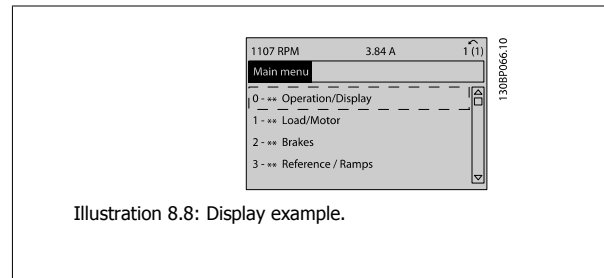 1107 RPM 3.84 A 1 (1)
Main menu
0 - ** Operation/Display
1 - ** Load/Motor
2 - ** Brakes
3 - ** Reference / Ramps
130BP066.10
Illustration 8.8: Display example.